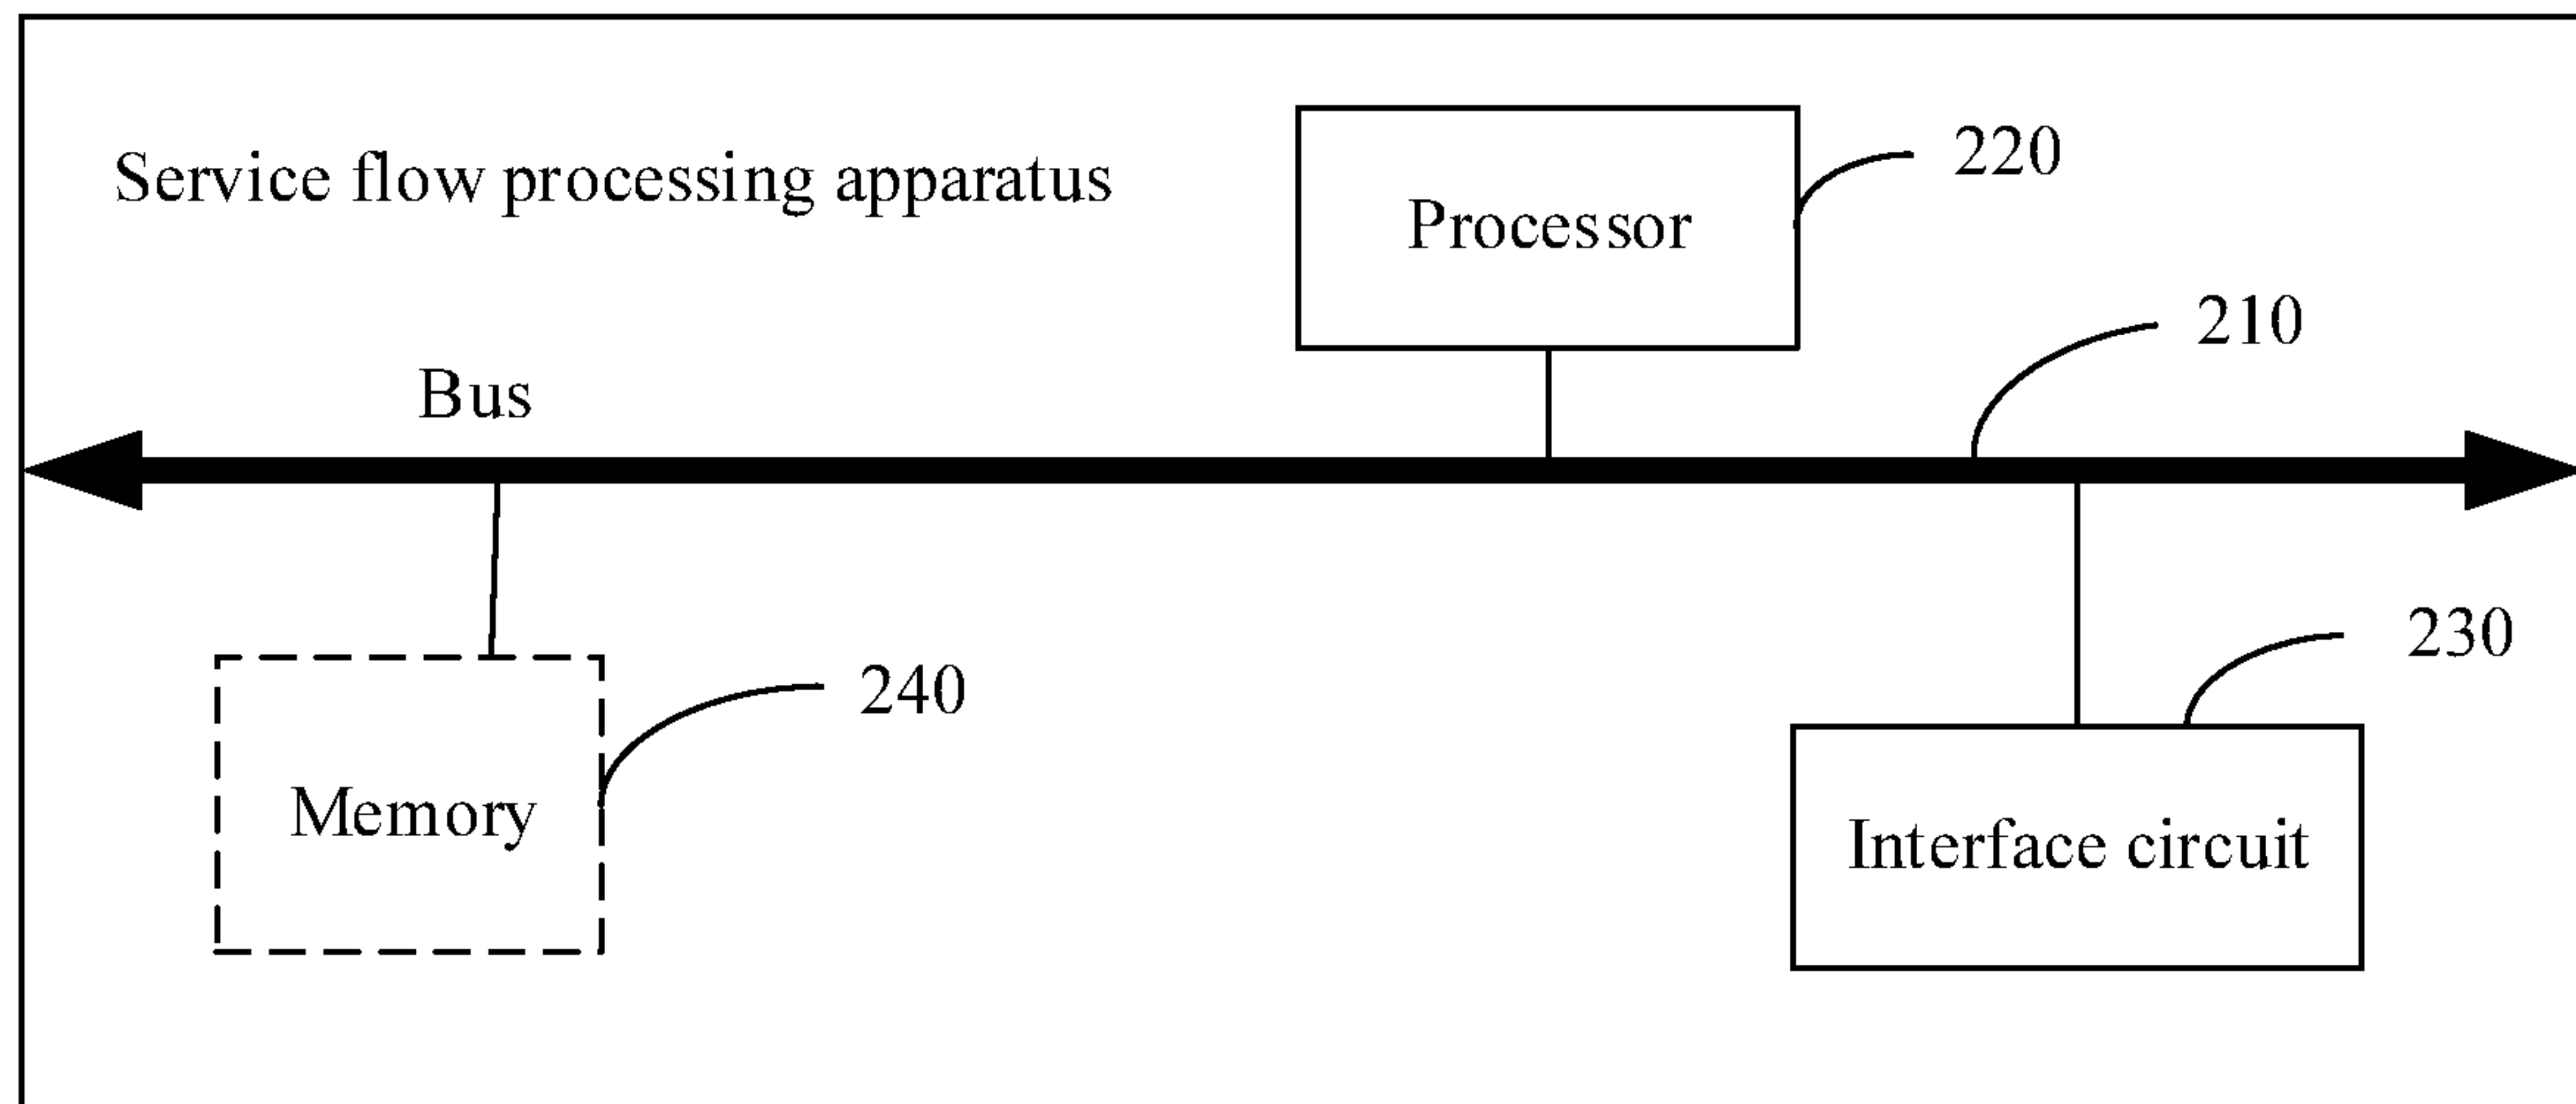 Service flow processing apparatus
220
Processor
210
Bus
230
240
Memory
Interface circuit